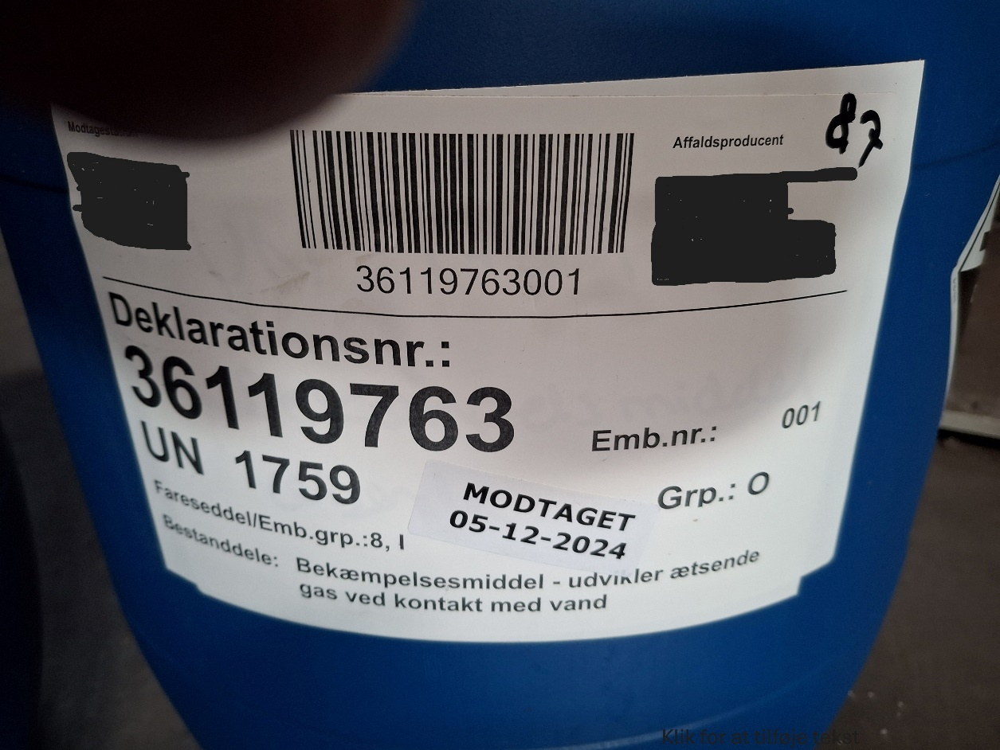 Affaldsproducent
87
36119763001
Deklarationsnr.:
36119763
Emb.nr.: 001
UN 1759
Grp.: O
MODTAGET
05-12-2024
Fareseddel/Emb.grp.:8, I
Bestanddele: Bekæmpelsesmiddel - udvikler ætsende
gas ved kontakt med vand
Klik for at tilføje tekst